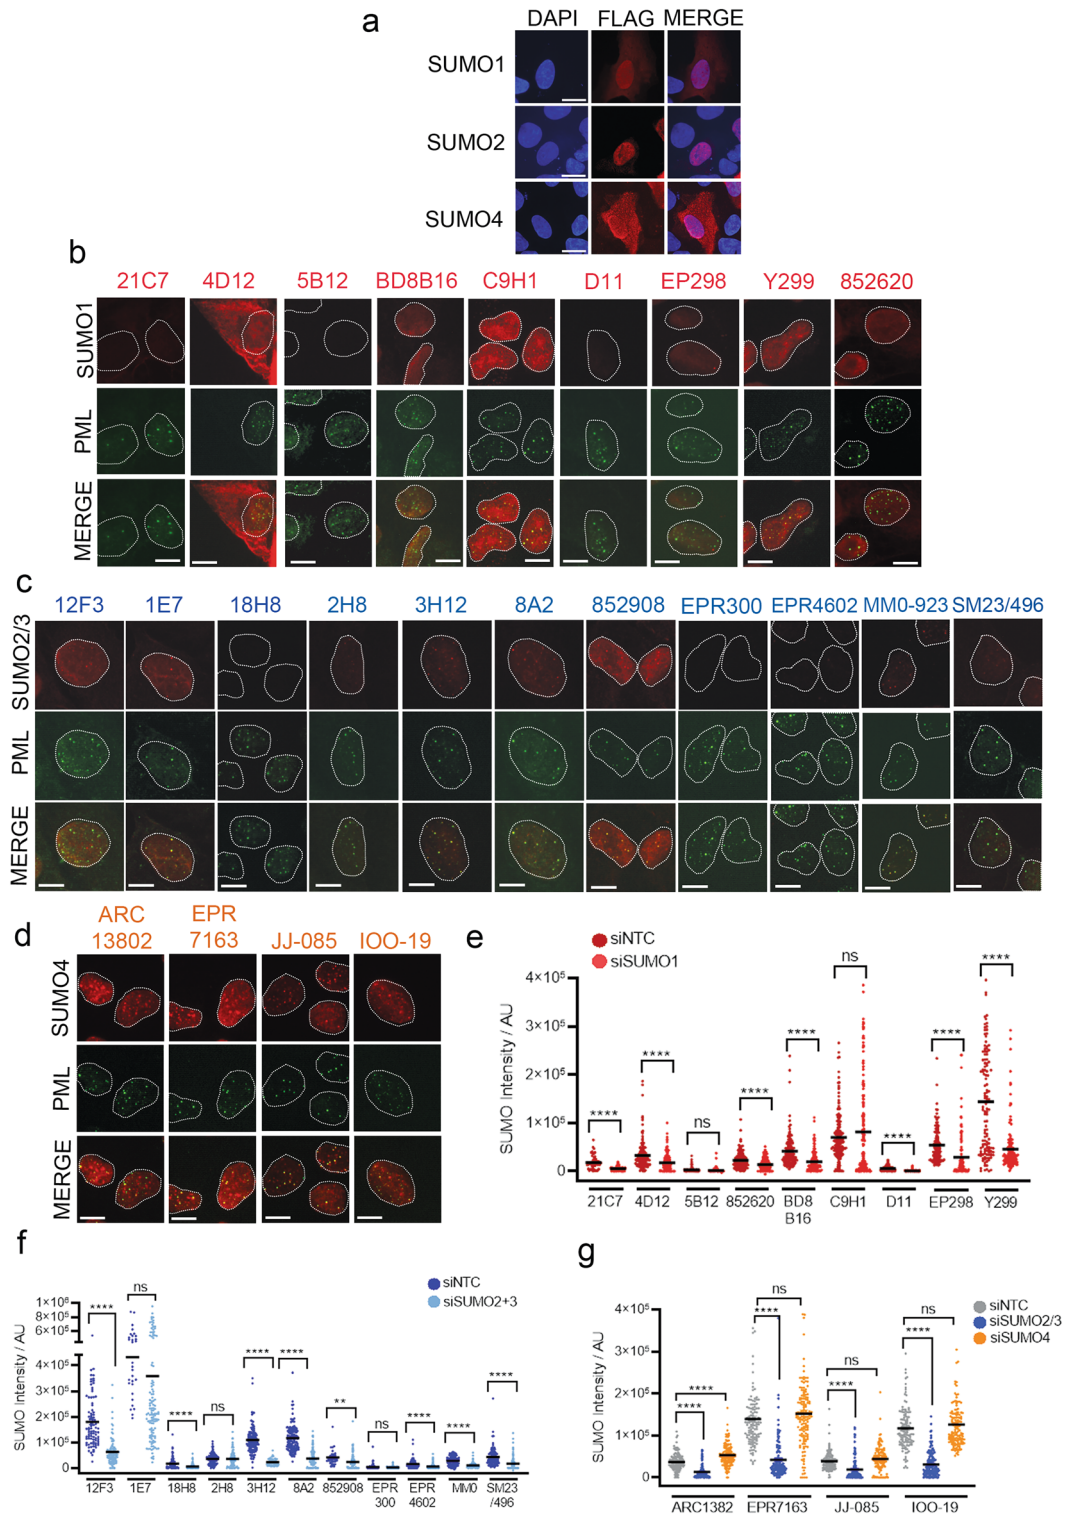 a
DAPI FLAG MERGE
SUMO1
SUMO2
SUMO4
b
21C7 4D12 5B12 BD8B16 C9H1 D11 EP298 Y299 852620
SUMO1
PML
MERGE
c
12F3 1E7 18H8 2H8 3H12 8A2 852908 EPR300 EPR4602 MM0-923 SM23/496
SUMO2/3
PML
MERGE
d
ARC 13802 EPR 7163 JJ-085 IOO-19
SUMO4
PML
MERGE
e
siNTC
siSUMO1
SUMO Intensity / AU
4×10⁵
3×10⁵
2×10⁵
1×10⁵
0
**** **** ns **** **** ns **** **** ****
21C7 4D12 5B12 852620 BD8 B16 C9H1 D11 EP298 Y299
f
siNTC
siSUMO2+3
SUMO Intensity / AU
1×10⁶
8×10⁵
6×10⁵
4×10⁵
3×10⁵
2×10⁵
1×10⁵
0
**** ns **** ns **** **** ** ns **** **** ****
12F3 1E7 18H8 2H8 3H12 8A2 852908 EPR 300 EPR 4602 MM0 SM23 /496
g
siNTC
siSUMO2/3
siSUMO4
SUMO Intensity / AU
4×10⁵
3×10⁵
2×10⁵
1×10⁵
0
**** **** ns **** ns **** ns ****
ARC1382 EPR7163 JJ-085 IOO-19